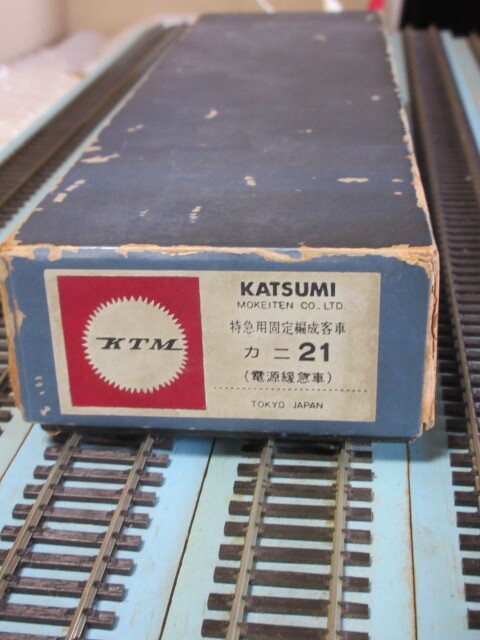 KTM
KATSUMI
MOKEITEN CO., LTD.
特急用固定編成客車
カニ21
(電源緩急車)
TOKYO JAPAN